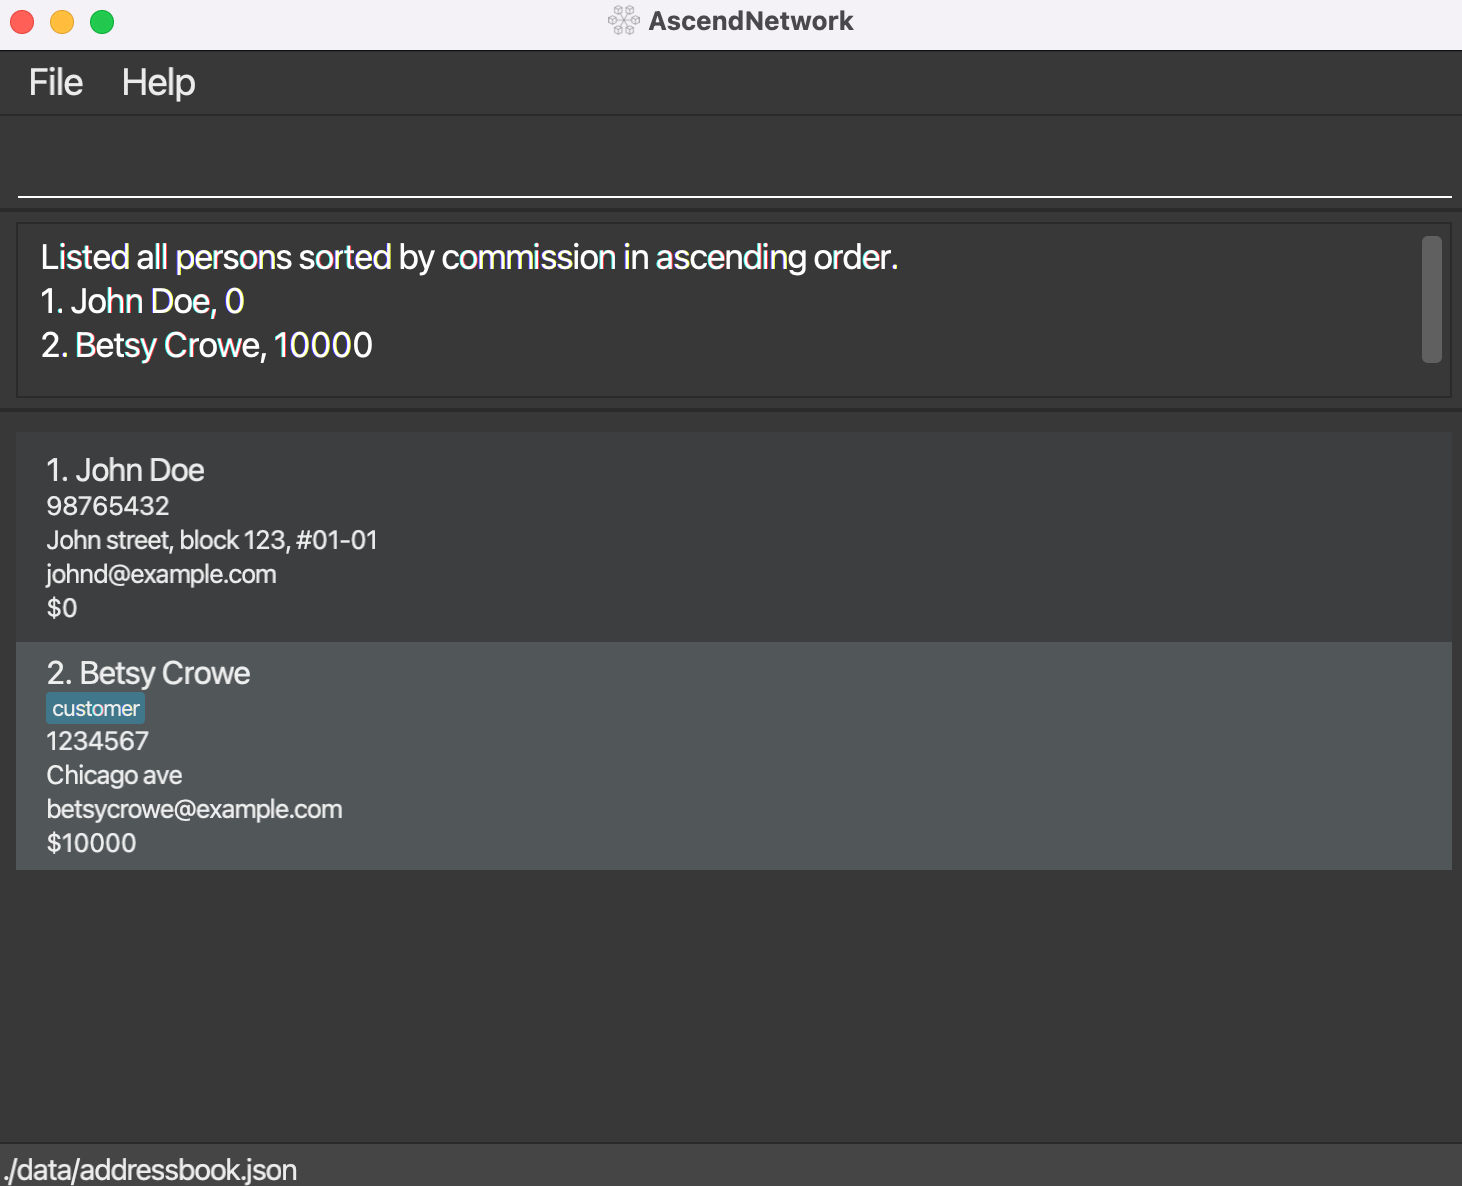 AscendNetwork
File Help
Listed all persons sorted by commission in ascending order.
1. John Doe, 0
2. Betsy Crowe, 10000
1. John Doe
98765432
John street, block 123, #01-01
johnd@example.com
$0
2. Betsy Crowe
customer
1234567
Chicago ave
betsycrowe@example.com
$10000
./data/addressbook.json